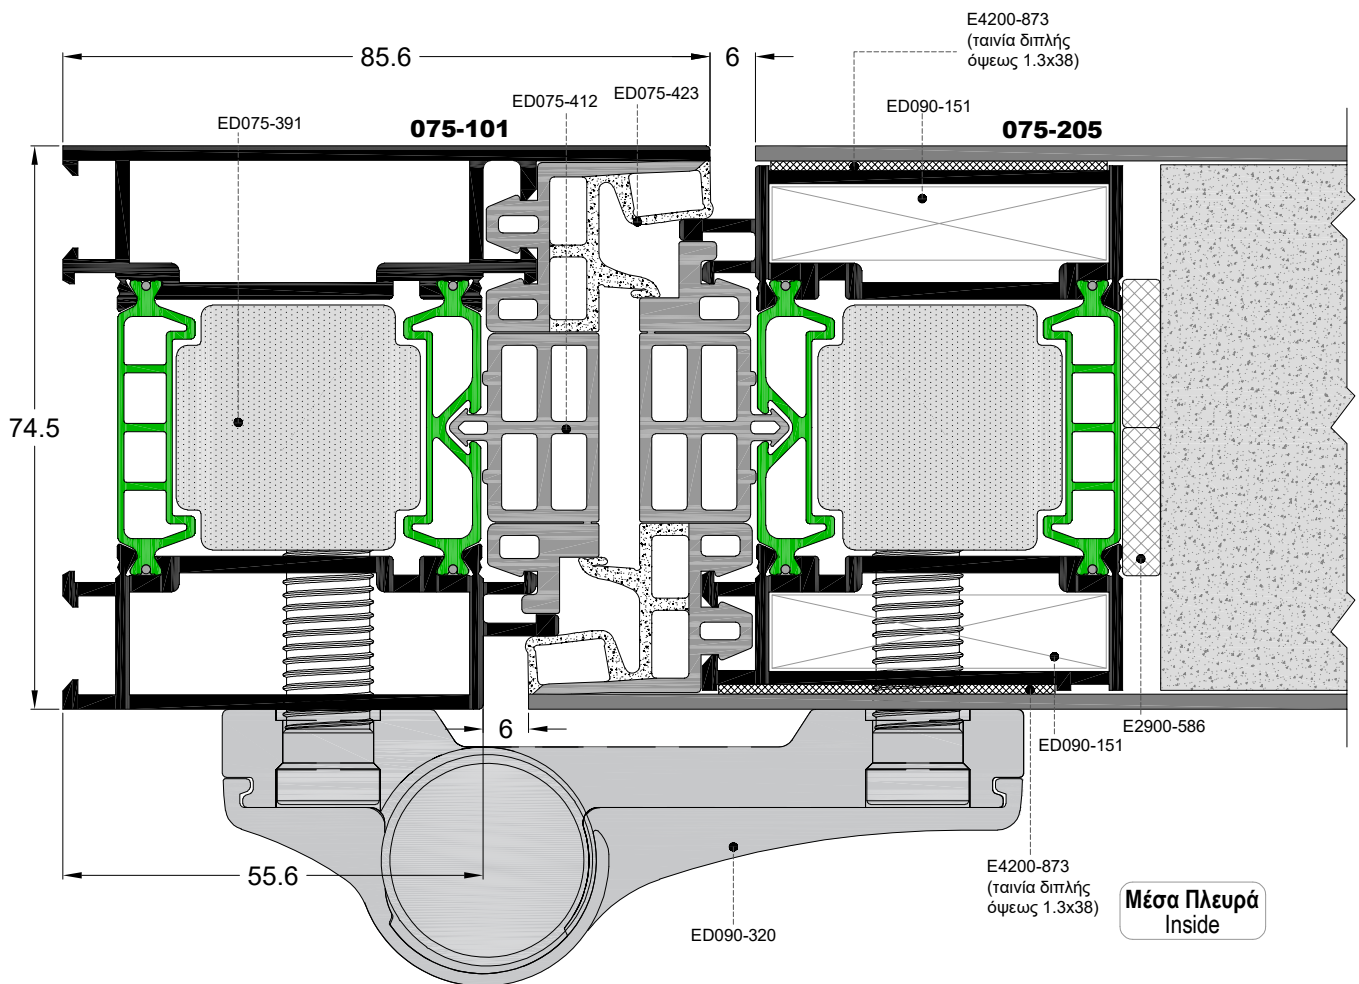 E4200-873
(ταινία διπλής
όψεως 1.3x38)
85.6
6
ED075-412
ED075-423
ED090-151
ED075-391
075-101
075-205
74.5
6
E2900-586
ED090-151
55.6
E4200-873
(ταινία διπλής
όψεως 1.3x38)
Μέσα Πλευρά
Inside
ED090-320